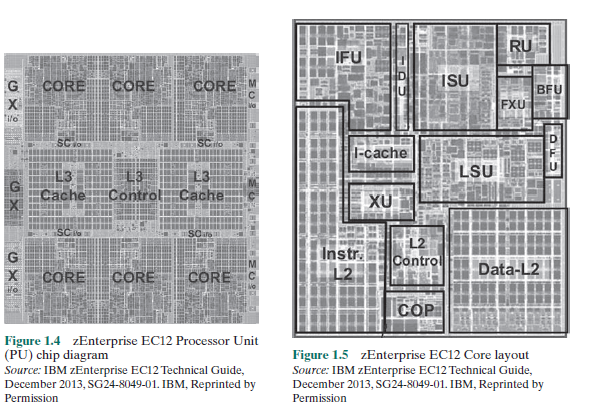 CORE CORE CORE
GX I/o
MC I/o
SC I/o SC I/o
L3 Cache
L3 Control
L3 Cache
GX
MC
SC I/o SC I/o
GX I/o
CORE CORE CORE
MC I/o
Figure 1.4 zEnterprise EC12 Processor Unit
(PU) chip diagram
Source: IBM zEnterprise EC12 Technical Guide,
December 2013, SG24-8049-01. IBM, Reprinted by
Permission
IFU
IDU
ISU
RU
FXU
BFU
I-cache
LSU
DFU
XU
Instr.
L2
L2
Control
Data-L2
COP
Figure 1.5 zEnterprise EC12 Core layout
Source: IBM zEnterprise EC12 Technical Guide,
December 2013, SG24-8049-01. IBM, Reprinted by
Permission